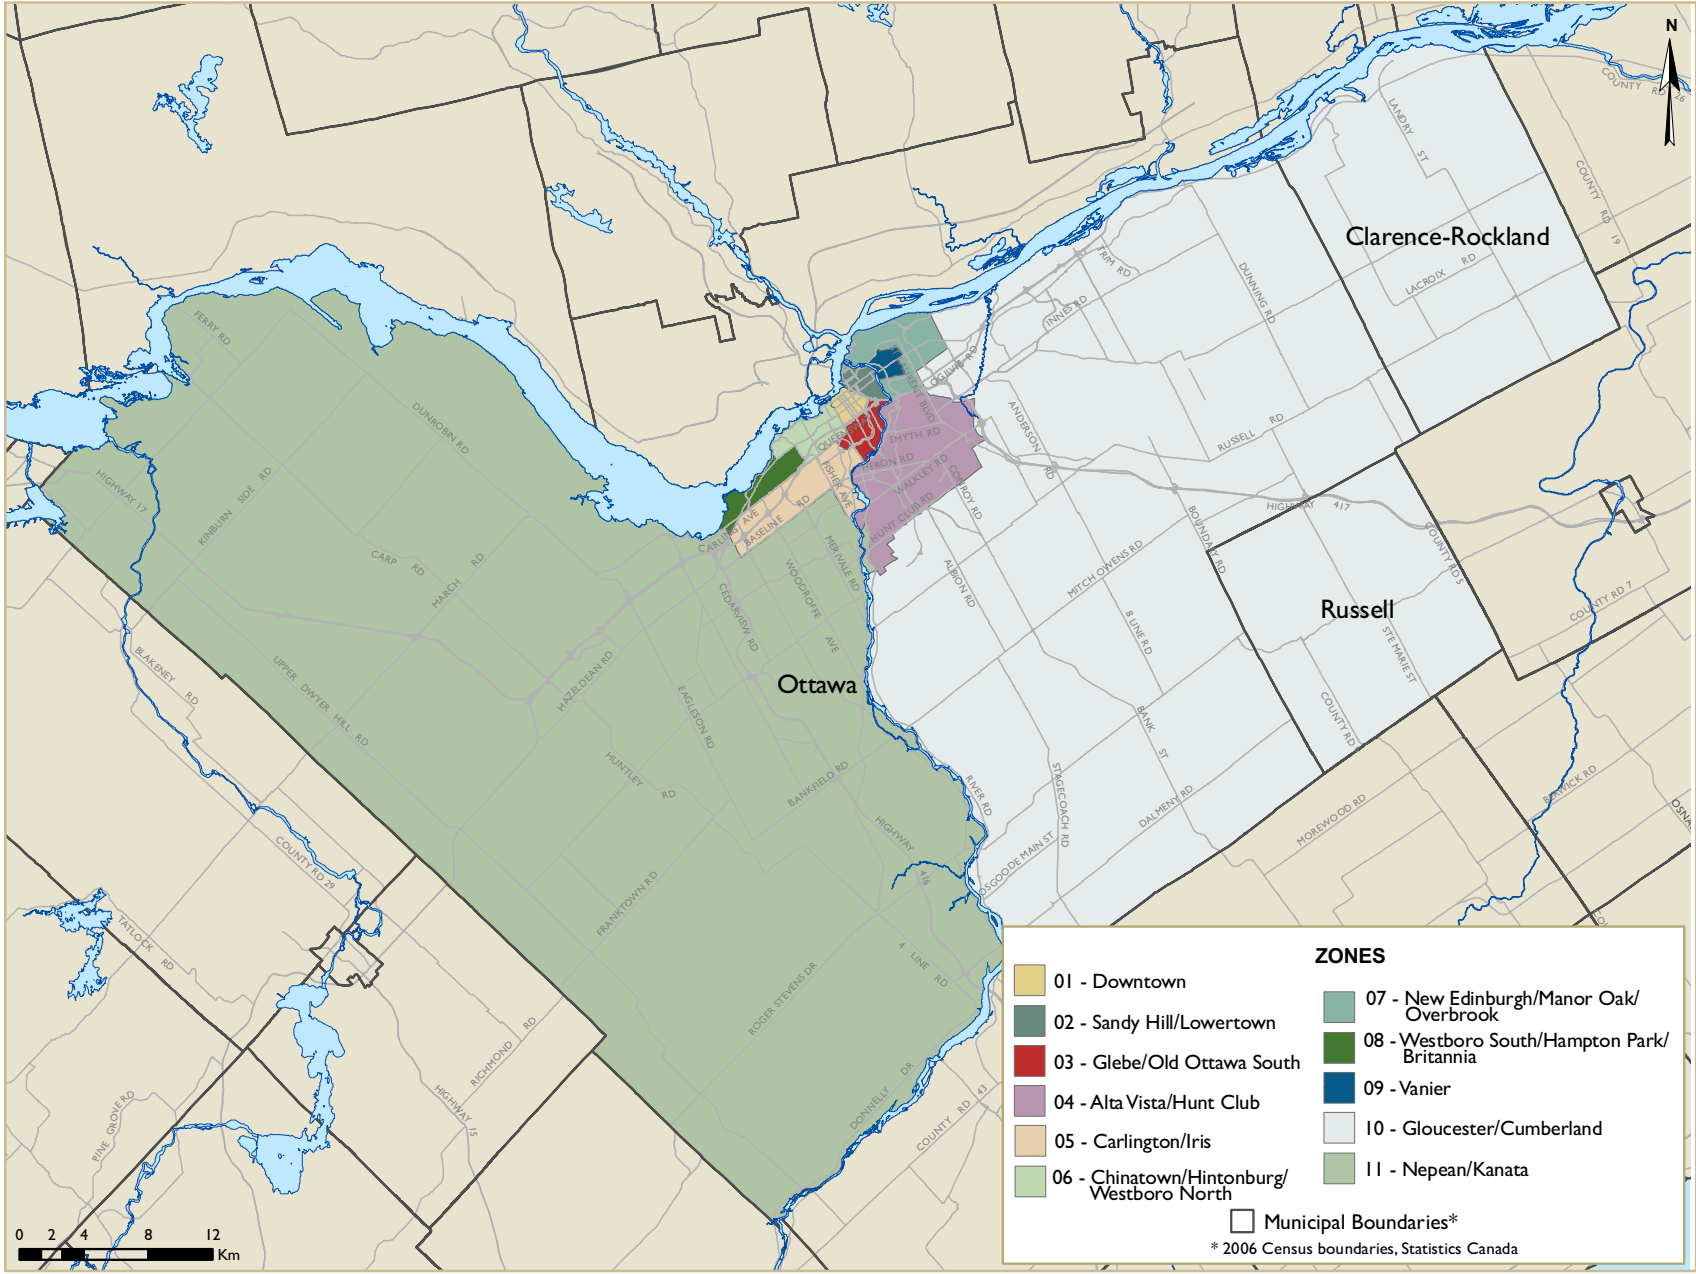 N
COUNTY RD 26
LANDRY ST
COUNTY RD 19
Clarence-Rockland
TRIM RD
DUNNING RD
LACROIX RD
INNES RD
FERRY RD
OGILVIE RD
DUNROBIN RD
ANDERSON RD
RUSSELL RD
SMYTH RD
HERON RD
WALKLEY RD
CONROY RD
HIGHWAY 17
KINBURN SIDE RD
FISHER AVE
CARLING AVE
BASELINE RD
HUNT CLUB RD
HIGHWAY 417
BOUNDARY RD
COUNTY RD 5
CARP RD
MARCH RD
MERIVALE RD
WOODROFFE AVE
CEDARVIEW RD
ALBION RD
MITCH OWENS RD
8 LINE RD
Russell
COUNTY RD 7
STE MARIE ST
BLAKENEY RD
UPPER DWYER HILL RD
HAZELDEAN RD
EAGLESON RD
Ottawa
BANK ST
COUNTY RD
HUNTLEY RD
BANKFIELD RD
RIVER RD
STAGECOACH RD
DALMENY RD
MOREWOOD RD
BERWICK RD
OSNA
HIGHWAY 416
OSGOODE MAIN ST
COUNTY RD 29
FRANKTOWN RD
TATLOCK RD
4 LINE RD
ROGER STEVENS DR
RICHMOND RD
HIGHWAY 15
PINE GROVE RD
DONNELLY DR
COUNTY RD 43
ZONES
01 - Downtown
02 - Sandy Hill/Lowertown
03 - Glebe/Old Ottawa South
04 - Alta Vista/Hunt Club
05 - Carlington/Iris
06 - Chinatown/Hintonburg/
Westboro North
07 - New Edinburgh/Manor Oak/
Overbrook
08 - Westboro South/Hampton Park/
Britannia
09 - Vanier
10 - Gloucester/Cumberland
11 - Nepean/Kanata
Municipal Boundaries*
* 2006 Census boundaries, Statistics Canada
0 2 4 8 12
Km